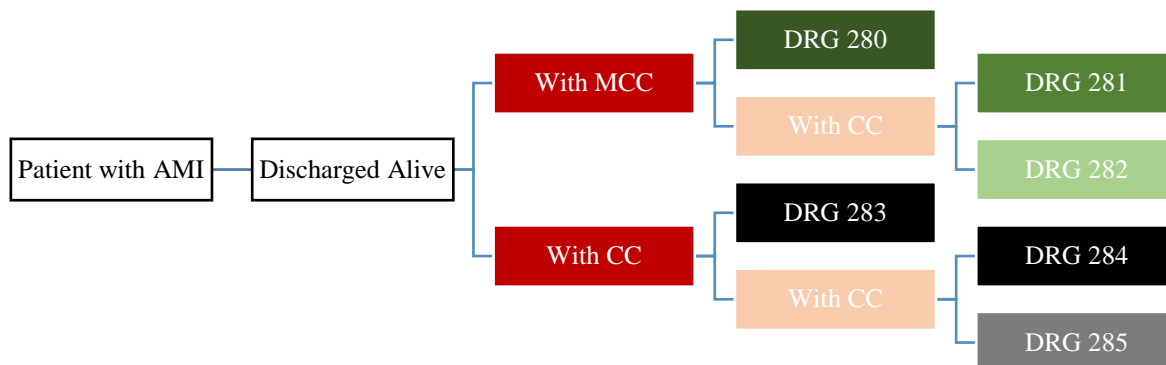 Patient with AMI
Discharged Alive
With MCC
DRG 280
With CC
DRG 281
DRG 282
With CC
DRG 283
With CC
DRG 284
DRG 285